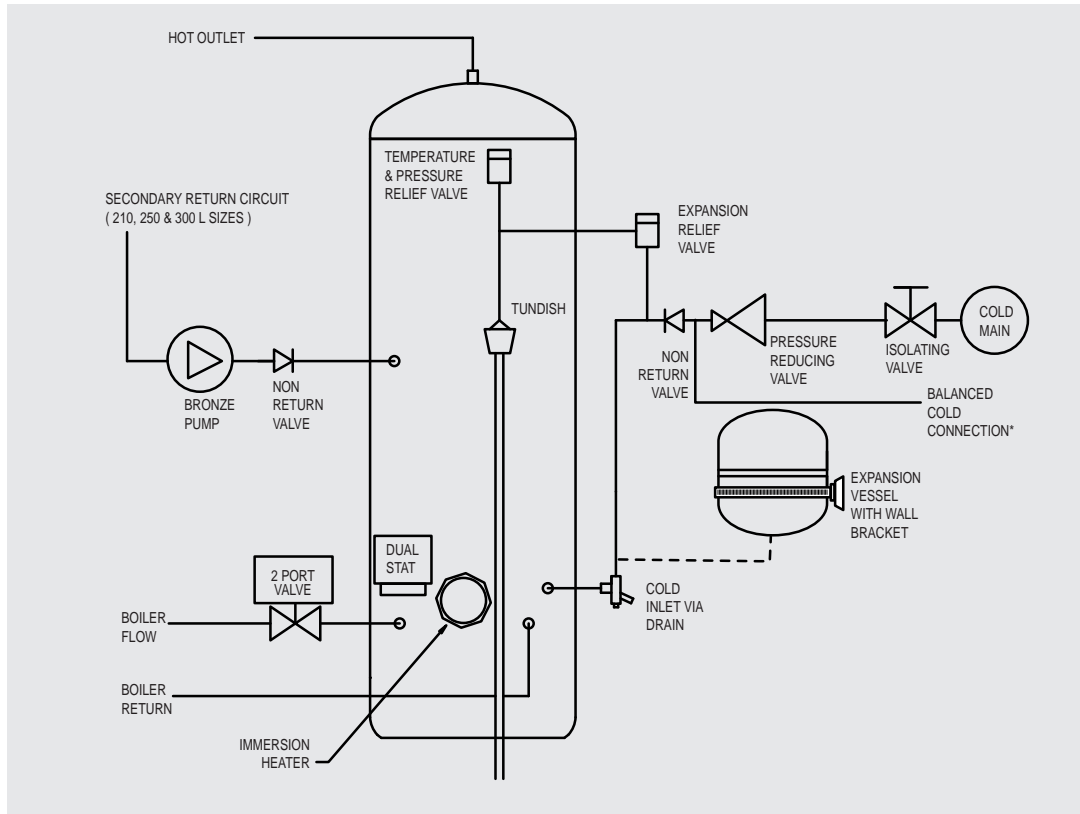 HOT OUTLET
TEMPERATURE
& PRESSURE
RELIEF VALVE
SECONDARY RETURN CIRCUIT
( 210, 250 & 300 L SIZES )
EXPANSION
RELIEF
VALVE
TUNDISH
COLD
MAIN
PRESSURE
REDUCING
VALVE
ISOLATING
VALVE
NON
RETURN
VALVE
BRONZE
PUMP
NON
RETURN
VALVE
BALANCED
COLD
CONNECTION*
EXPANSION
VESSEL
WITH WALL
BRACKET
DUAL
STAT
2 PORT
VALVE
COLD
INLET VIA
DRAIN
BOILER
FLOW
BOILER
RETURN
IMMERSION
HEATER